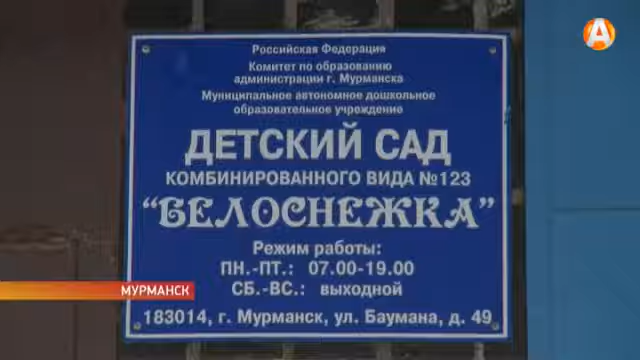 А
Российская Федерация
Комитет по образованию
администрации г. Мурманска
Муниципальное автономное дошкольное
образовательное учреждение
ДЕТСКИЙ САД
КОМБИНИРОВАННОГО ВИДА №123
"БЕЛОСНЕЖКА"
Режим работы:
ПН.-ПТ.: 07.00-19.00
СБ.-ВС.: выходной
МУРМАНСК
183014, г. Мурманск, ул. Баумана, д. 49